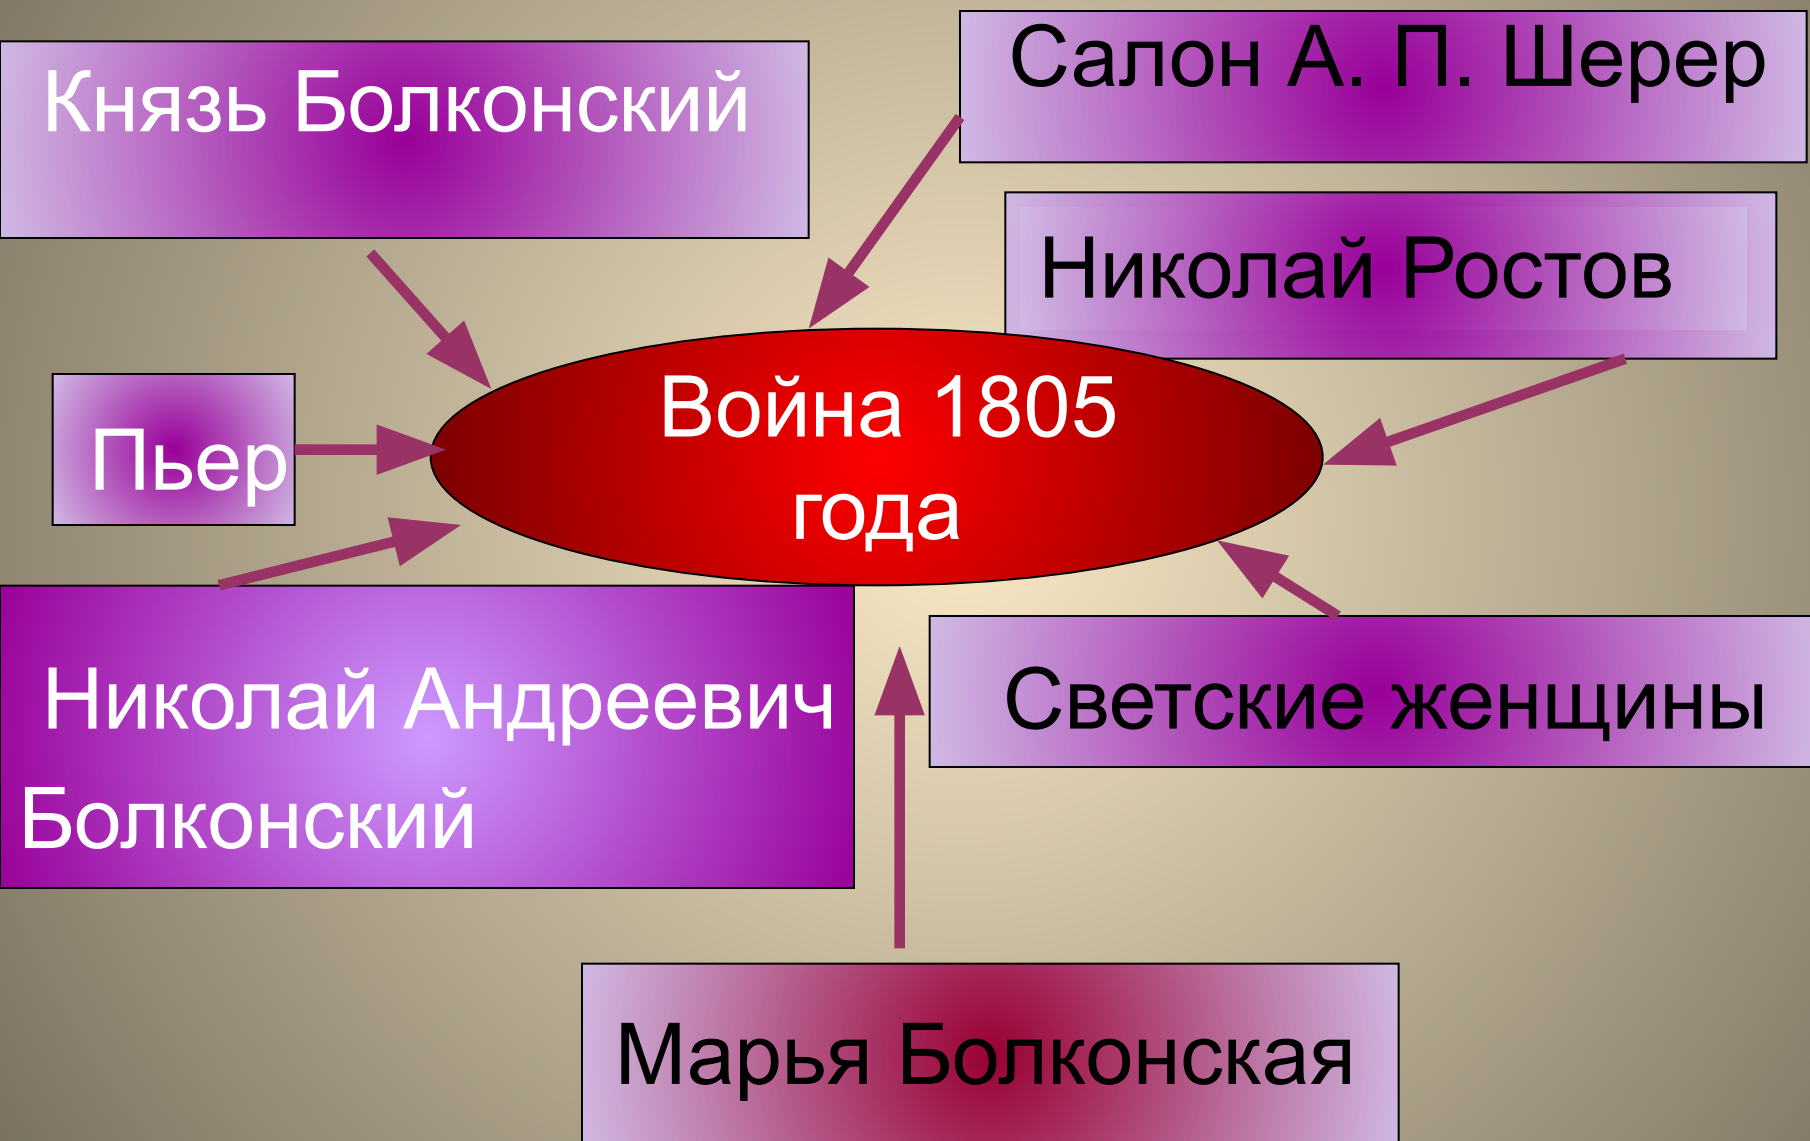 Князь Болконский
Салон А. П. Шерер
Николай Ростов
Война 1805
года
Пьер
Николай Андреевич
Болконский
Светские женщины
Марья Болконская